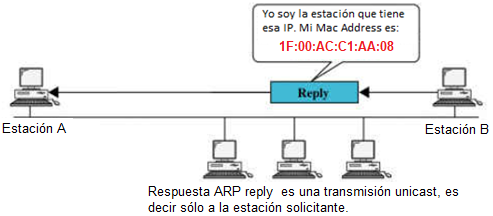 Yo soy la estación que tiene
esa IP. Mi Mac Address es:
1F:00:AC:C1:AA:08
Reply
Estación A
Estación B
Respuesta ARP reply es una transmisión unicast, es
decir sólo a la estación solicitante.